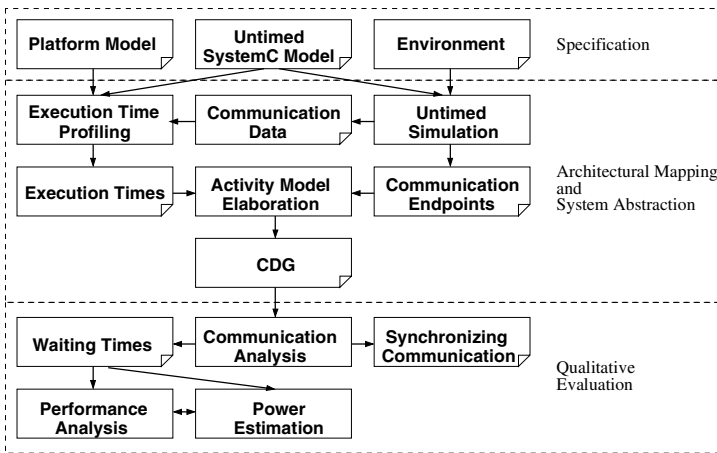 Platform Model
Untimed
SystemC Model
Environment
Specification
Execution Time
Profiling
Communication
Data
Untimed
Simulation
Execution Times
Activity Model
Elaboration
Communication
Endpoints
Architectural Mapping
and
System Abstraction
CDG
Waiting Times
Communication
Analysis
Synchronizing
Communication
Qualitative
Evaluation
Performance
Analysis
Power
Estimation